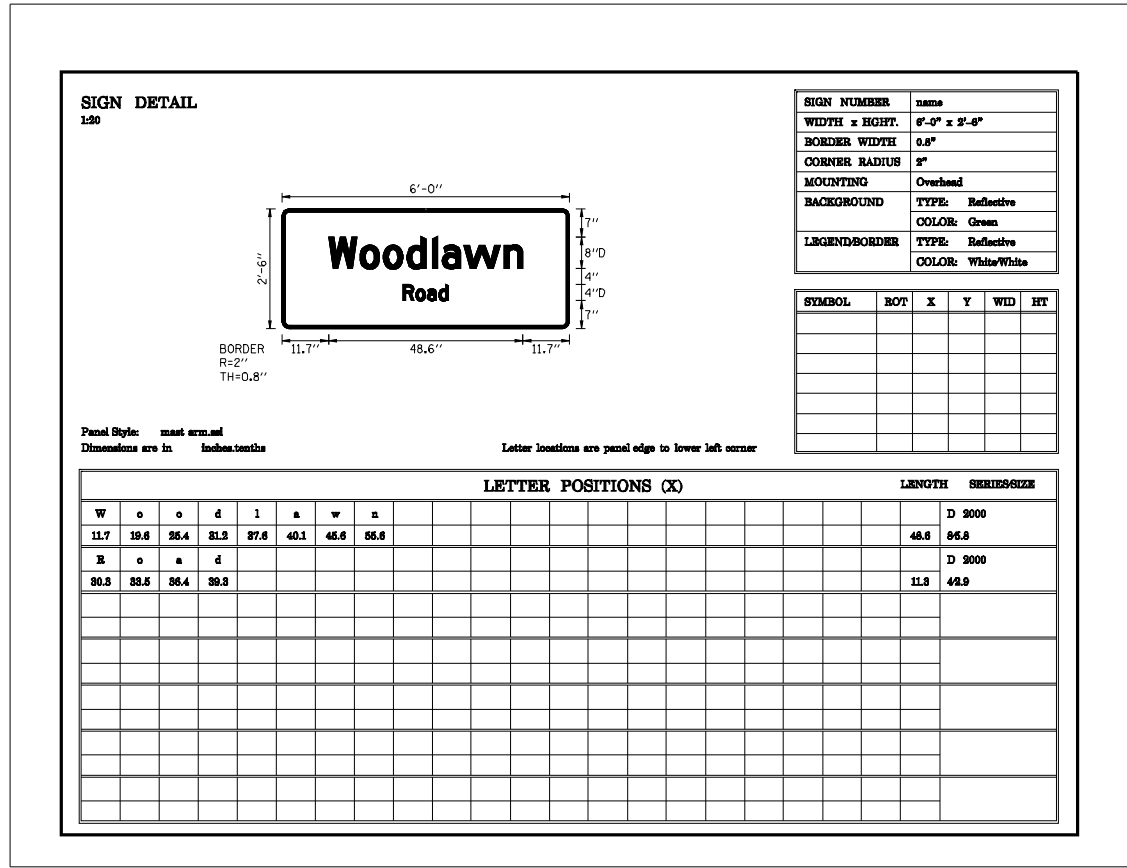 SIGN DETAIL
1:20
SIGN NUMBER name
WIDTH x HGHT. 6'-0" x 2'-6"
BORDER WIDTH 0.8"
CORNER RADIUS 2"
MOUNTING Overhead
BACKGROUND TYPE: Reflective
COLOR: Green
LEGEND/BORDER TYPE: Reflective
COLOR: White/White
SYMBOL ROT X Y WID HT
6'-0''
2'-6''
Woodlawn
Road
7''
8''D
4''
4''D
7''
11.7'' 48.6'' 11.7''
BORDER
R=2''
TH=0.8''
Panel Style: mast arm.ssi
Dimensions are in inches.tenths
Letter locations are panel edge to lower left corner
LETTER POSITIONS (X) LENGTH SERIES/SIZE
W o o d l a w n D 2000
11.7 19.6 25.4 31.2 37.6 40.1 45.6 55.6 48.6 8/5.8
R o a d D 2000
30.3 33.5 36.4 39.3 11.3 4/2.9